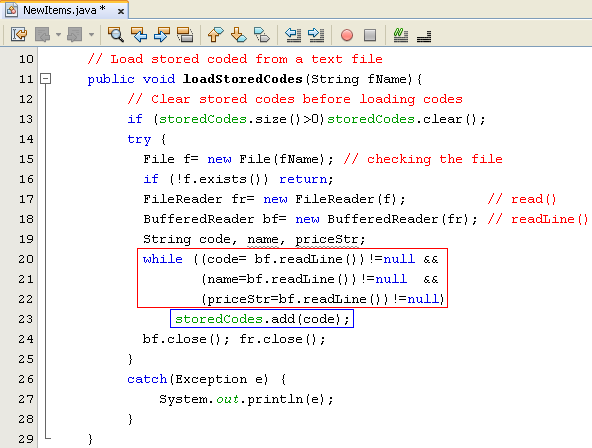 NewItems.java *
10 // Load stored coded from a text file
11 public void loadStoredCodes(String fName){
12 // Clear stored codes before loading codes
13 if (storedCodes.size()>0)storedCodes.clear();
14 try {
15 File f= new File(fName); // checking the file
16 if (!f.exists()) return;
17 FileReader fr= new FileReader(f); // read()
18 BufferedReader bf= new BufferedReader(fr); // readLine()
19 String code, name, priceStr;
20 while ((code= bf.readLine())!=null &&
21 (name=bf.readLine())!=null &&
22 (priceStr=bf.readLine())!=null)
23 storedCodes.add(code);
24 bf.close(); fr.close();
25 }
26 catch(Exception e) {
27 System.out.println(e);
28 }
29 }